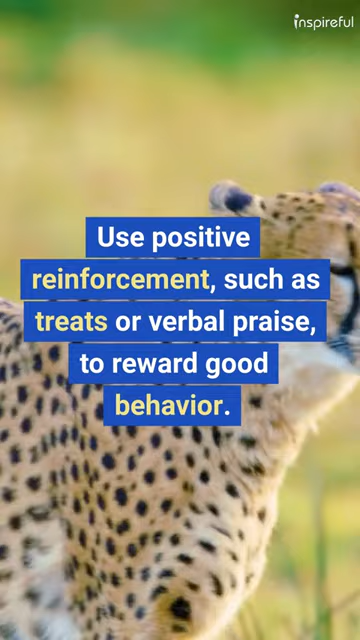 inspireful
Use positive
reinforcement, such as
treats or verbal praise,
to reward good
behavior.